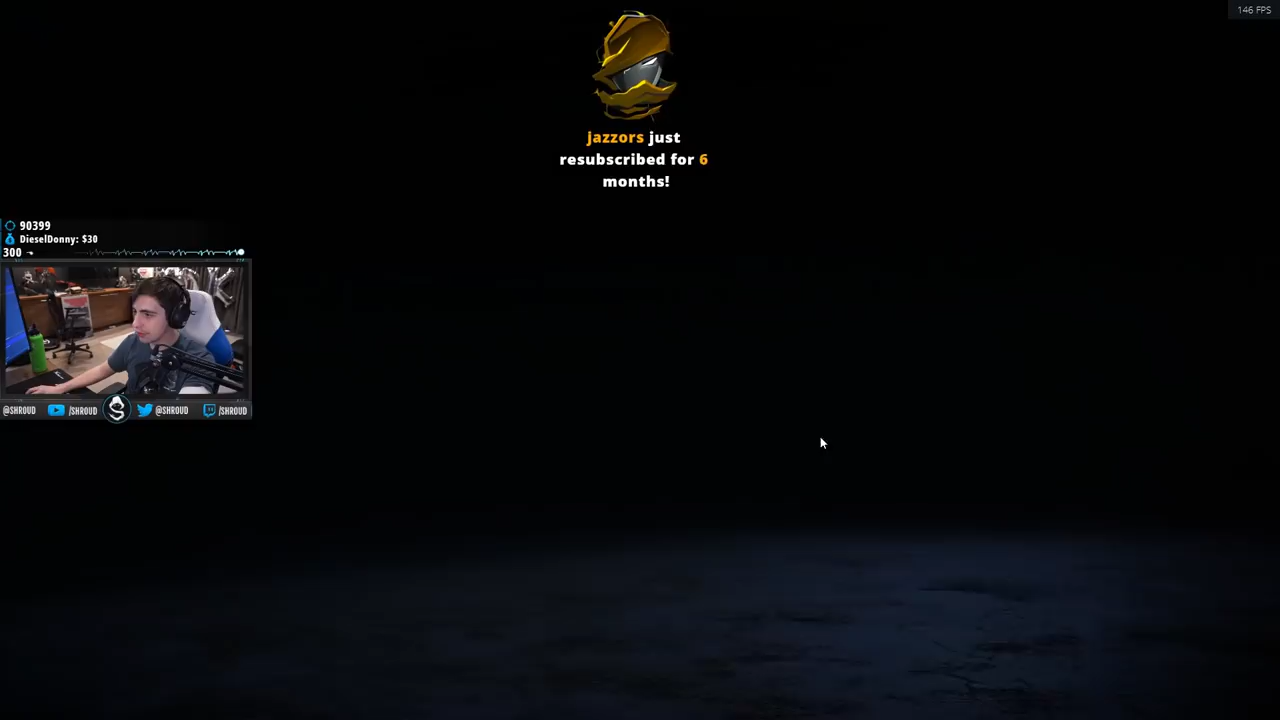 146 FPS
jazzors just
resubscribed for 6
months!
90399
DieselDonny: $30
300
@SHROUD /SHROUD @SHROUD /SHROUD